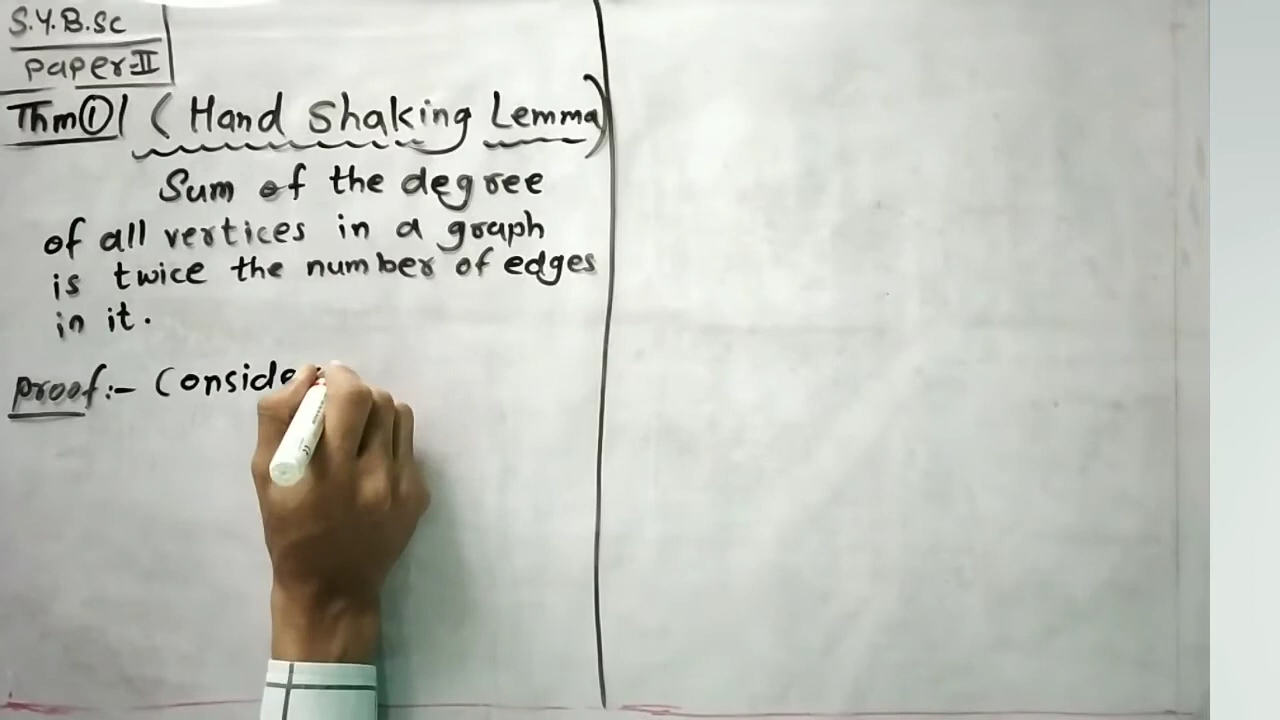 S.Y.B.Sc
Paper-II
Thm① (Hand Shaking Lemma)
Sum of the degree
of all vertices in a graph
is twice the number of edges
in it.
Proof:- Conside